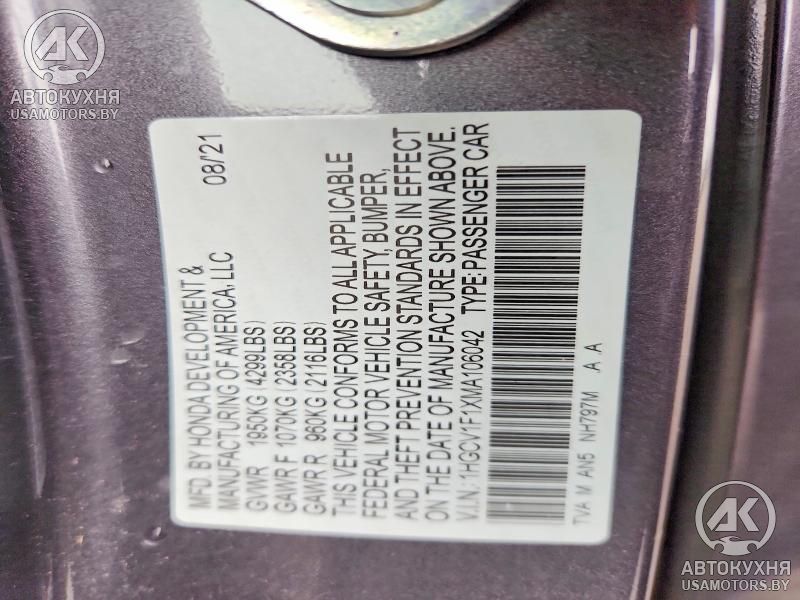 AK
АВТОКУХНЯ
USAMOTORS.BY
MFD. BY HONDA DEVELOPMENT &
MANUFACTURING OF AMERICA, LLC 08/'21
GVWR 1950KG (4299LBS)
GAWR F 1070KG (2358LBS)
GAWR R 960KG (2116LBS)
THIS VEHICLE CONFORMS TO ALL APPLICABLE
FEDERAL MOTOR VEHICLE SAFETY, BUMPER,
AND THEFT PREVENTION STANDARDS IN EFFECT
ON THE DATE OF MANUFACTURE SHOWN ABOVE.
V.I.N.: 1HGCV1F1XMA106042 TYPE: PASSENGER CAR
TVA M AN5 NH797M A A
AK
АВТОКУХНЯ
USAMOTORS.BY